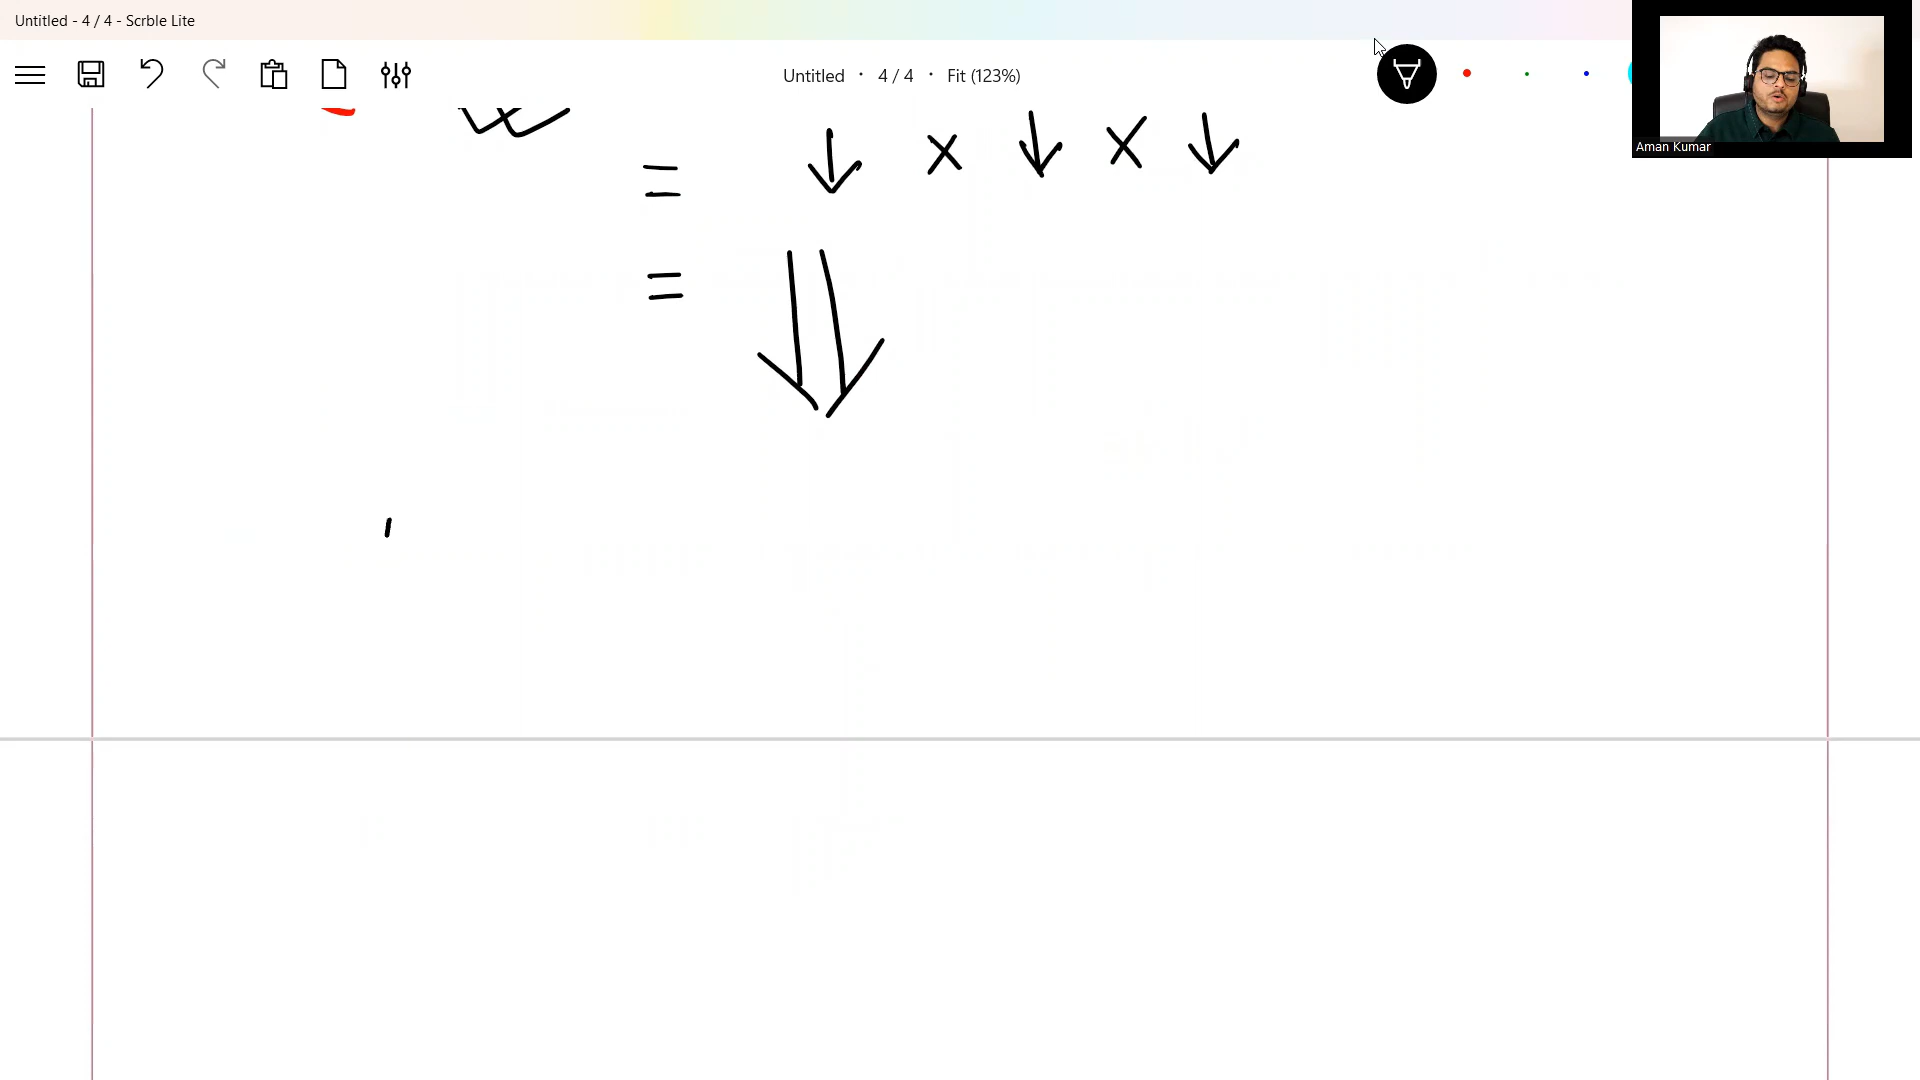 Untitled - 4 / 4 - Scrble Lite
Untitled · 4 / 4 · Fit (123%)
Aman Kumar
= ↓ × ↓ × ↓
= ⇓